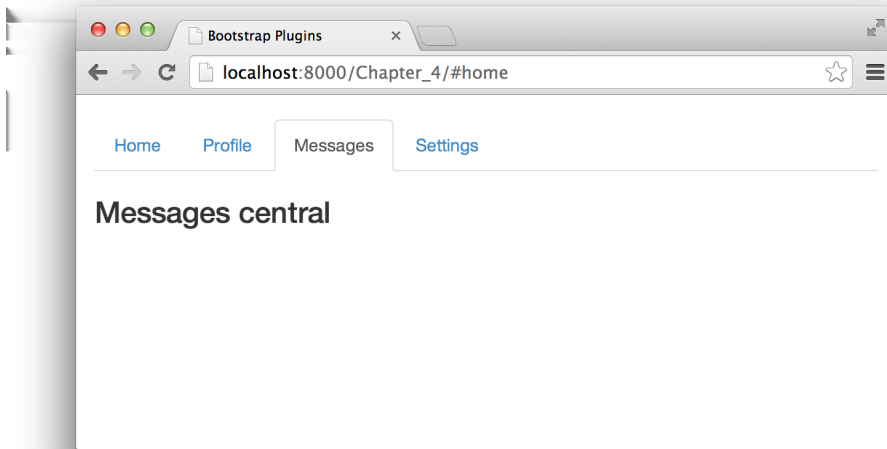 Bootstrap Plugins
localhost:8000/Chapter_4/#home
Home Profile Messages Settings
Messages central